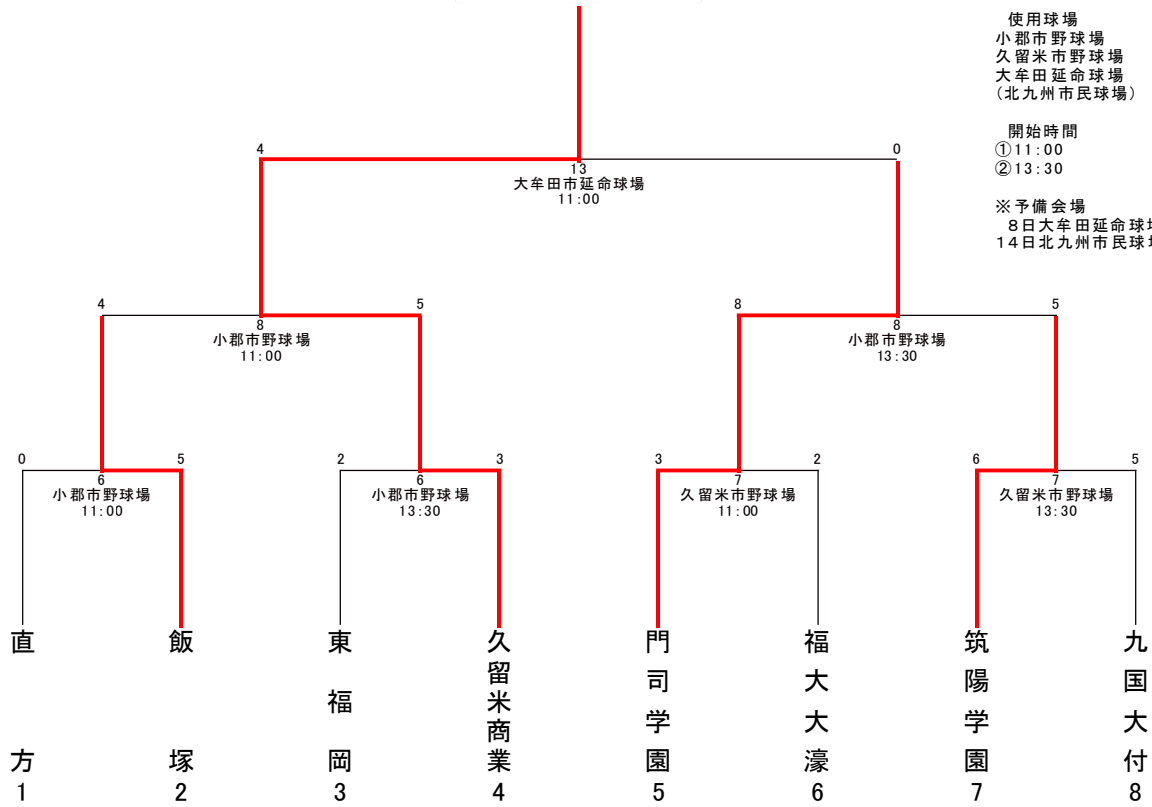 使用球場
小郡市野球場
久留米市野球場
大牟田延命球場
(北九州市民球場)
開始時間
①11:00
②13:30
※予備会場
8日大牟田延命球場
14日北九州市民球場
4
0
13
大牟田市延命球場
11:00
4
5
8
小郡市野球場
11:00
8
5
8
小郡市野球場
13:30
0
5
6
小郡市野球場
11:00
2
3
6
小郡市野球場
13:30
3
2
7
久留米市野球場
11:00
6
5
7
久留米市野球場
13:30
直方
1
飯塚
2
東福岡
3
久留米商業
4
門司学園
5
福大大濠
6
筑陽学園
7
九国大付
8